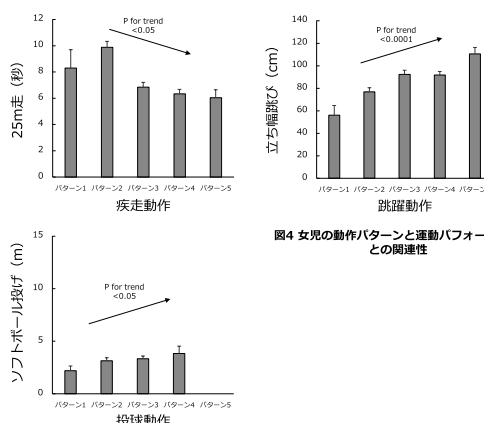 12
10
8
6
4
2
0
25m走（秒）
P for trend
<0.05
パターン1 パターン2 パターン3 パターン4 パターン5
疾走動作
140
120
100
80
60
40
20
0
立ち幅跳び（cm）
P for trend
<0.0001
パターン1 パターン2 パターン3 パターン4 パターン
跳躍動作
図4 女児の動作パターンと運動パフォー
との関連性
15
10
5
0
ソフトボール投げ（m）
P for trend
<0.05
パターン1 パターン2 パターン3 パターン4 パターン5
投球動作